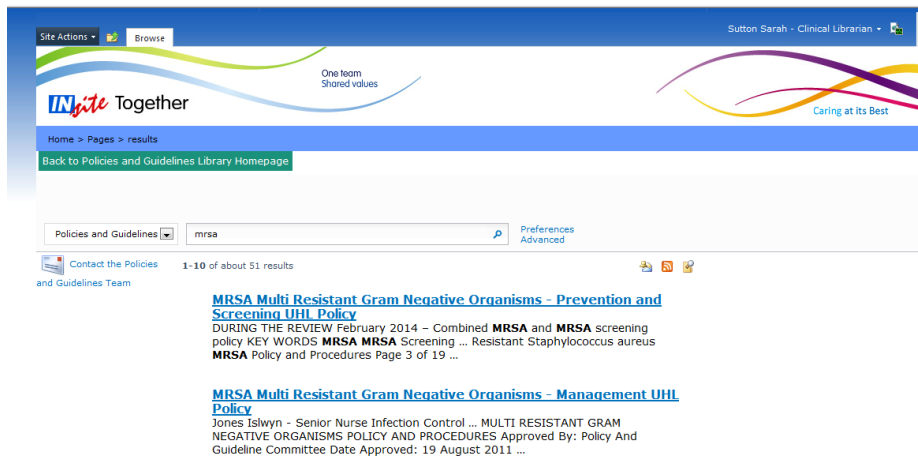 Site Actions
Browse
Sutton Sarah - Clinical Librarian
One team
Shared values
INsite Together
Caring at its Best
Home > Pages > results
Back to Policies and Guidelines Library Homepage
Policies and Guidelines
mrsa
Preferences
Advanced
Contact the Policies
and Guidelines Team
1-10 of about 51 results
MRSA Multi Resistant Gram Negative Organisms - Prevention and
Screening UHL Policy
DURING THE REVIEW February 2014 – Combined MRSA and MRSA screening
policy KEY WORDS MRSA MRSA Screening ... Resistant Staphylococcus aureus
MRSA Policy and Procedures Page 3 of 19 ...
MRSA Multi Resistant Gram Negative Organisms - Management UHL
Policy
Jones Islwyn - Senior Nurse Infection Control ... MULTI RESISTANT GRAM
NEGATIVE ORGANISMS POLICY AND PROCEDURES Approved By: Policy And
Guideline Committee Date Approved: 19 August 2011 ...